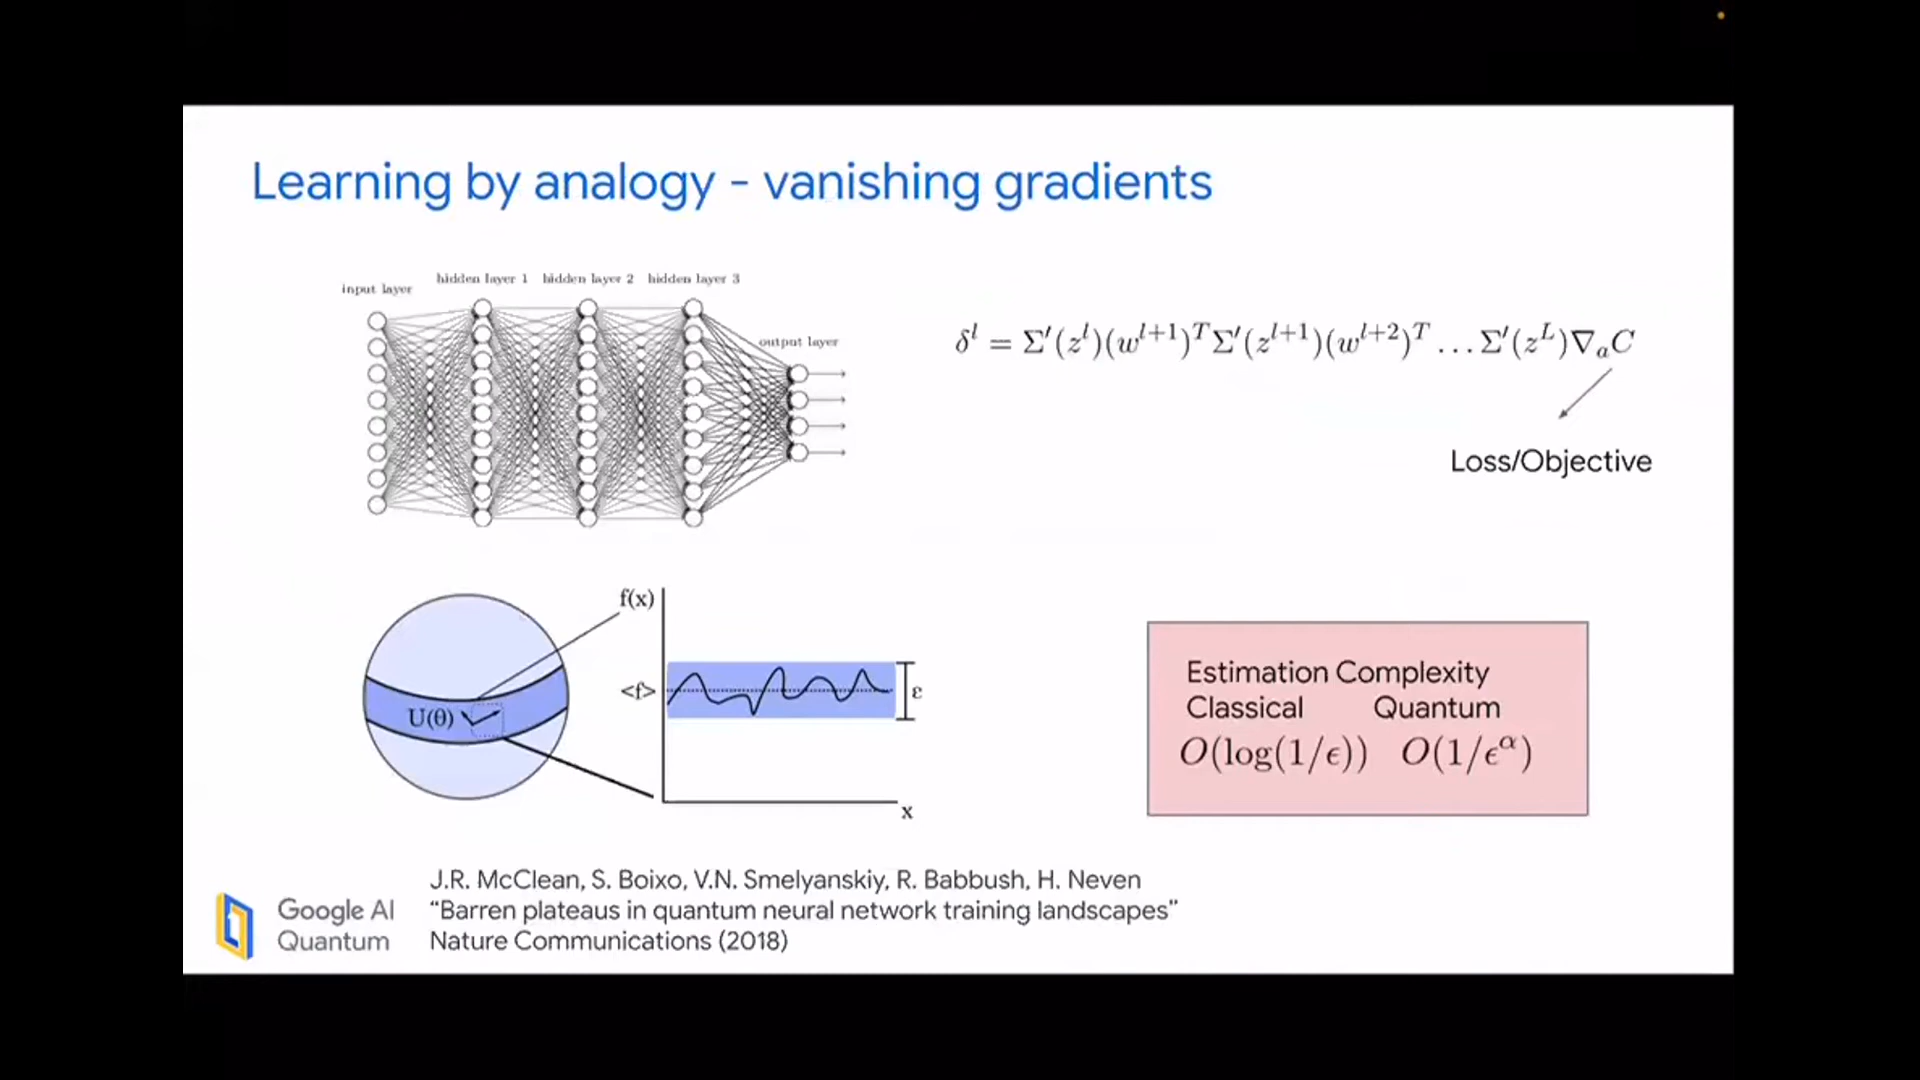 Learning by analogy - vanishing gradients
input layer
hidden layer 1 hidden layer 2 hidden layer 3
output layer
δ^l = Σ′(z^l)(w^{l+1})^T Σ′(z^{l+1})(w^{l+2})^T … Σ′(z^L)∇_a C
Loss/Objective
f(x)
<f>
ε
U(θ)
x
Estimation Complexity
Classical Quantum
O(log(1/ϵ)) O(1/ϵ^α)
J.R. McClean, S. Boixo, V.N. Smelyanskiy, R. Babbush, H. Neven
“Barren plateaus in quantum neural network training landscapes”
Nature Communications (2018)
Google AI
Quantum